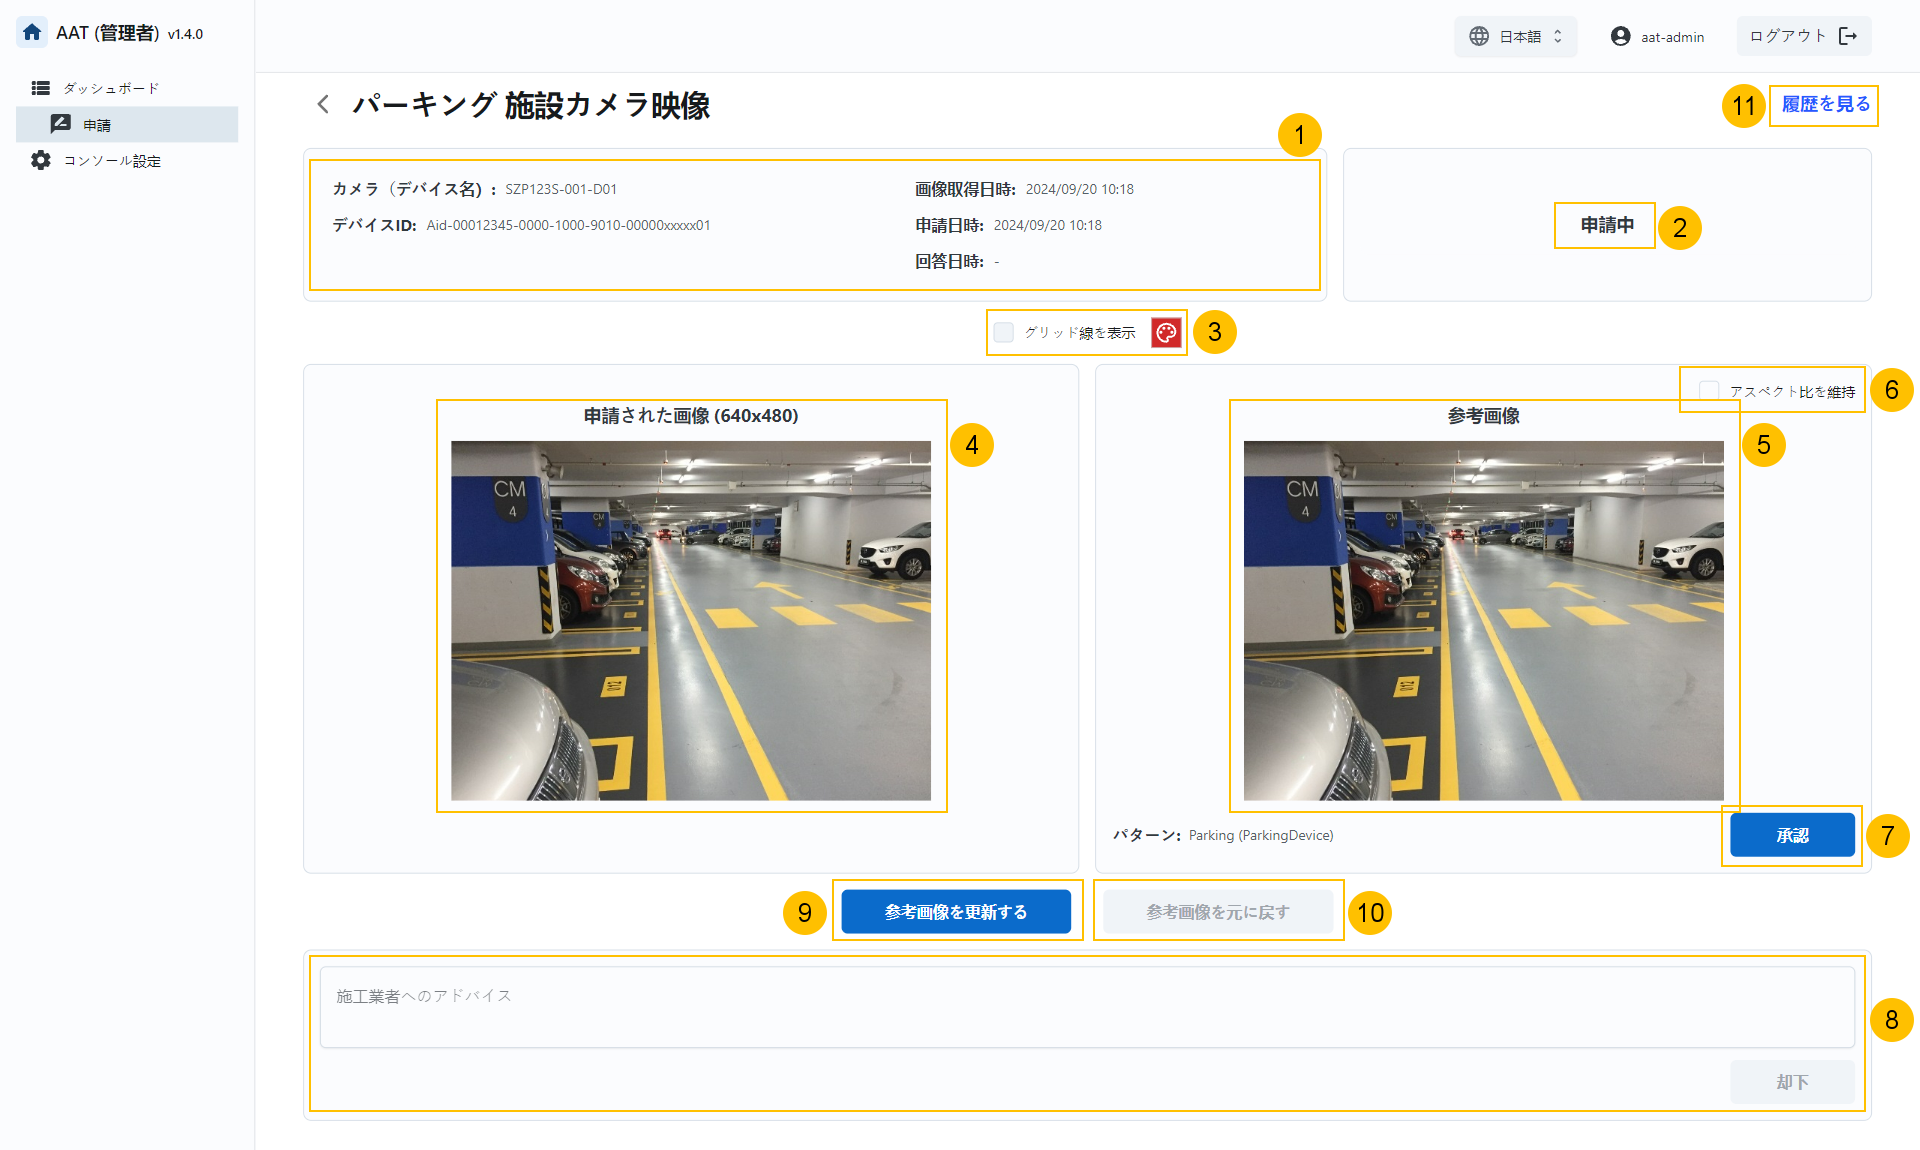 AAT (管理者) v1.4.0
日本語
aat-admin
ログアウト
ダッシュボード
申請
コンソール設定
パーキング 施設カメラ映像
11 履歴を見る
1
カメラ（デバイス名）: SZP123S-001-D01
画像取得日時: 2024/09/20 10:18
デバイスID: Aid-00012345-0000-1000-9010-00000xxxxx01
申請日時: 2024/09/20 10:18
回答日時: -
申請中 2
グリッド線を表示 3
アスペクト比を維持 6
申請された画像 (640x480) 4
CM
4
CM
参考画像 5
CM
4
CM
パターン: Parking (ParkingDevice)
承認 7
9 参考画像を更新する
参考画像を元に戻す 10
施工業者へのアドバイス
8
却下